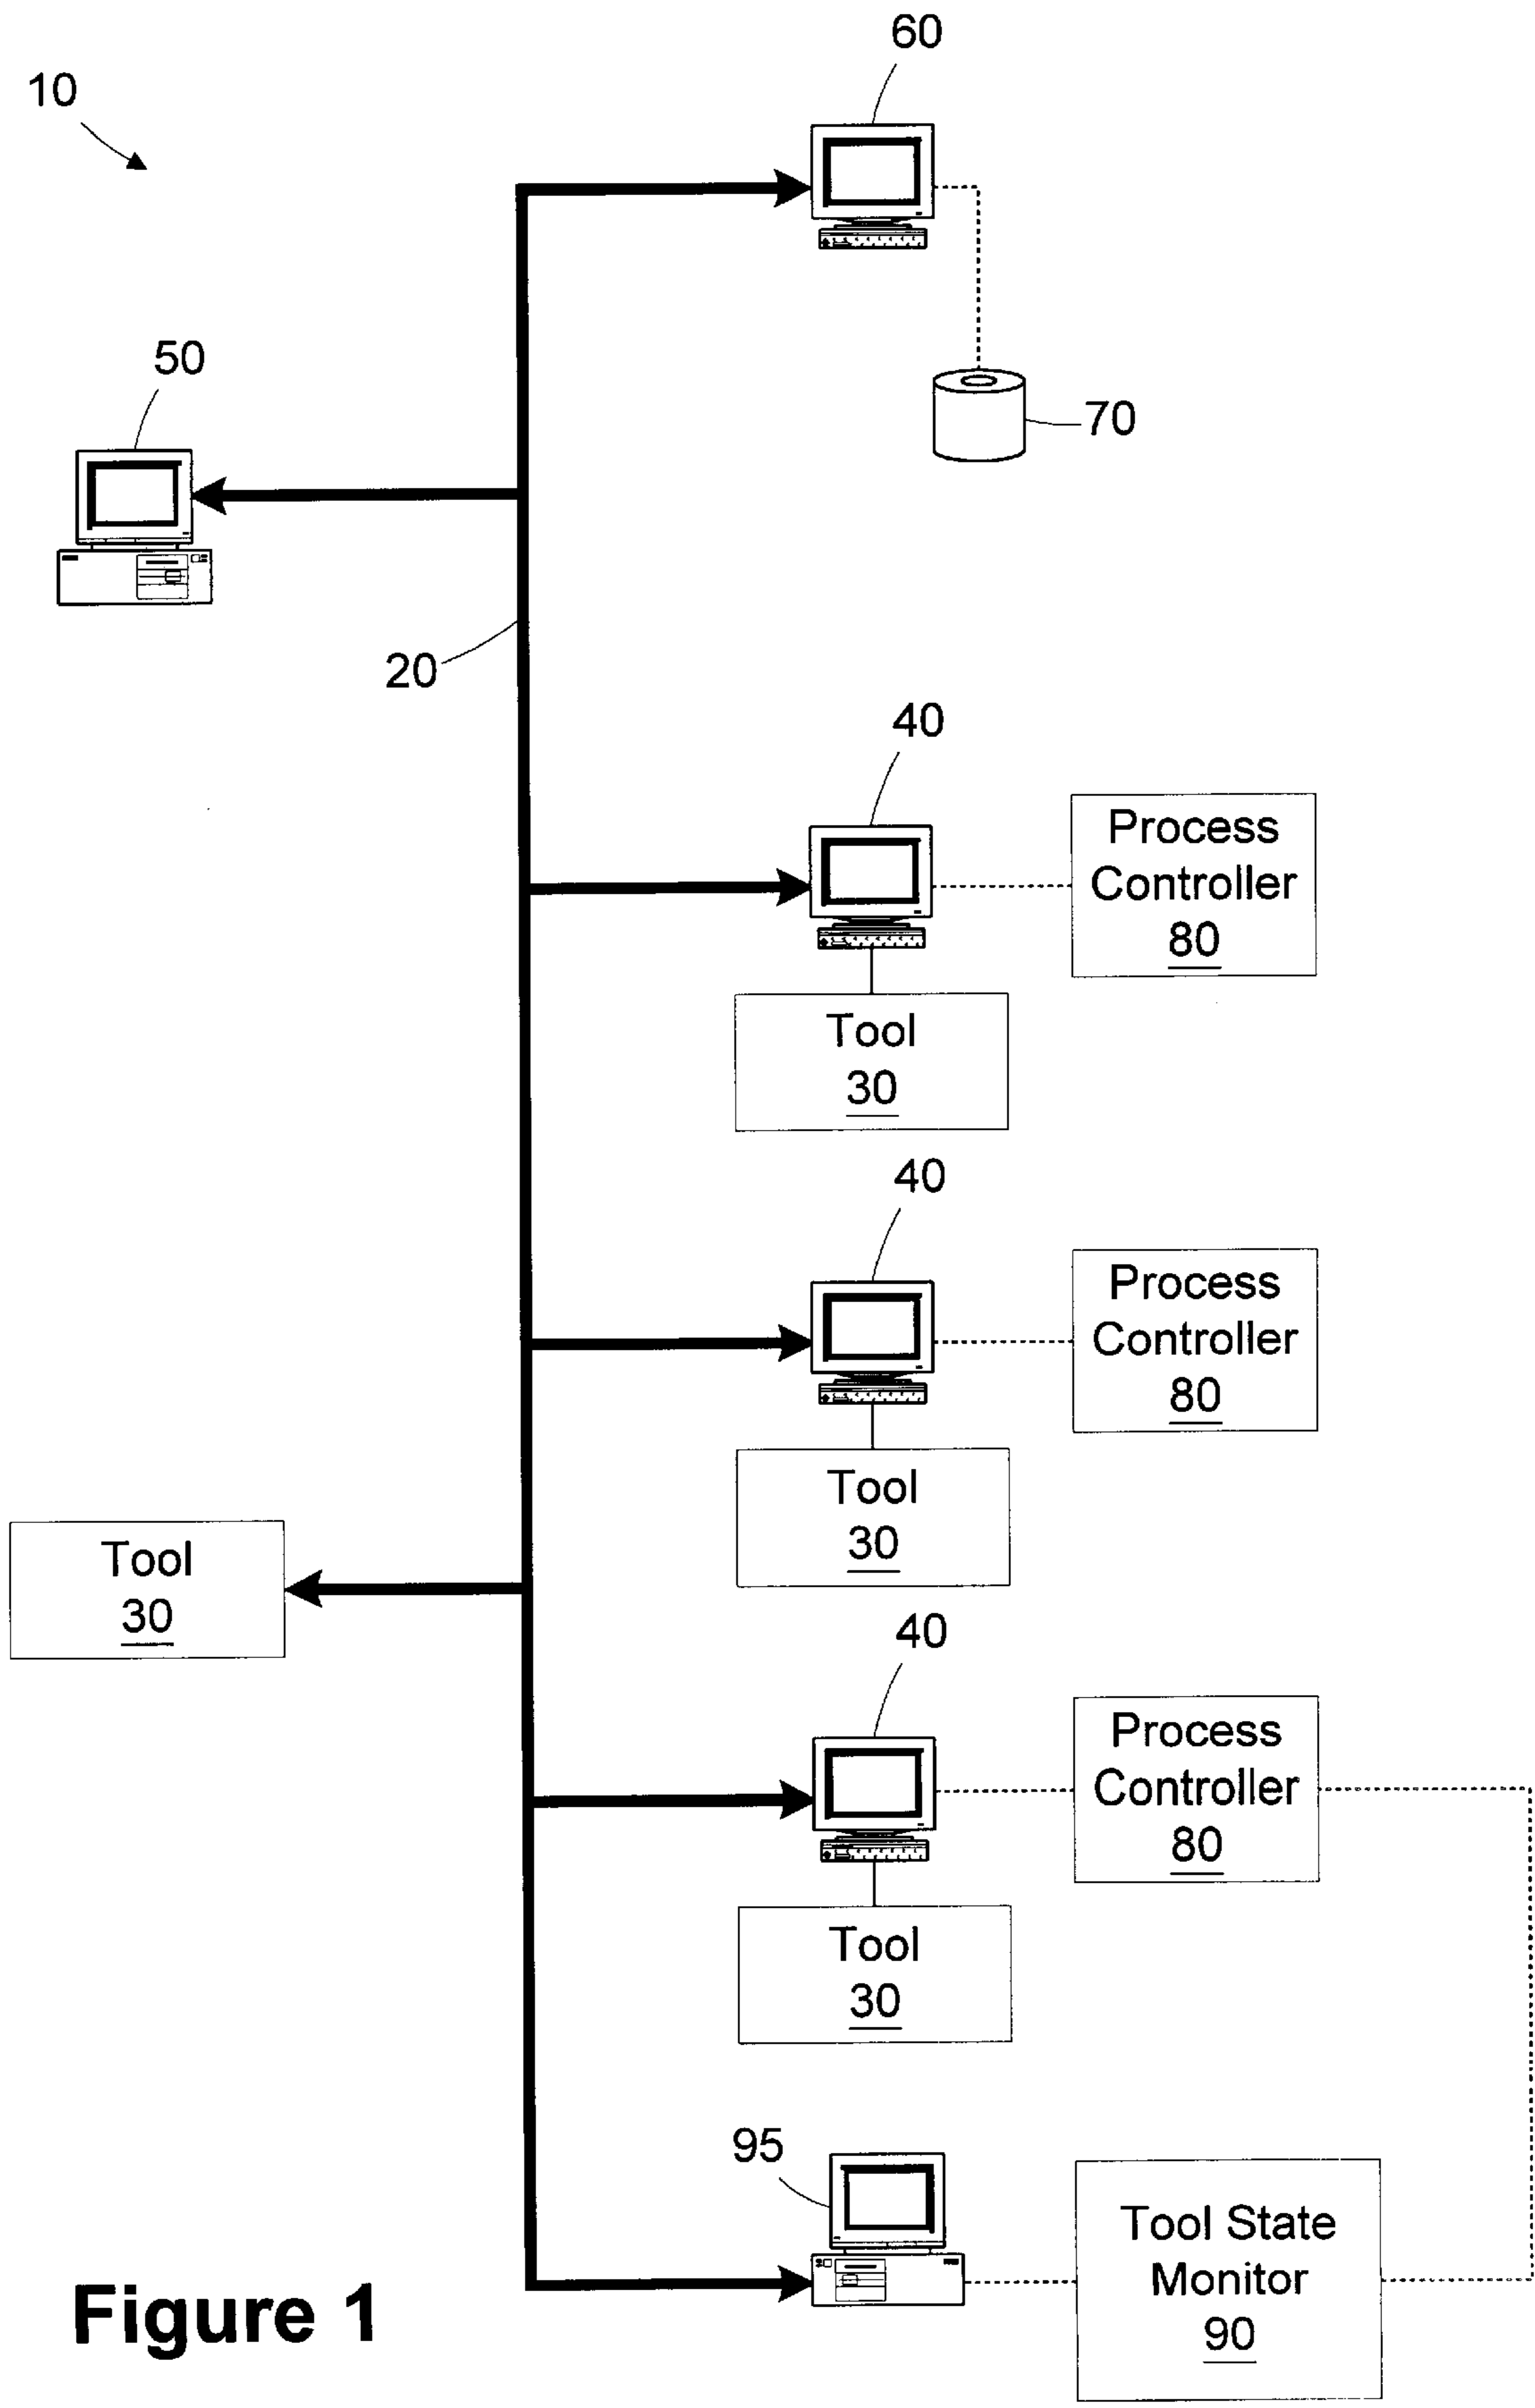 60
10
50
70
20
40
Process
Controller
80
Tool
30
40
Process
Controller
80
Tool
30
Tool
30
40
Process
Controller
80
Tool
30
95
Tool State
Monitor
90
Figure 1